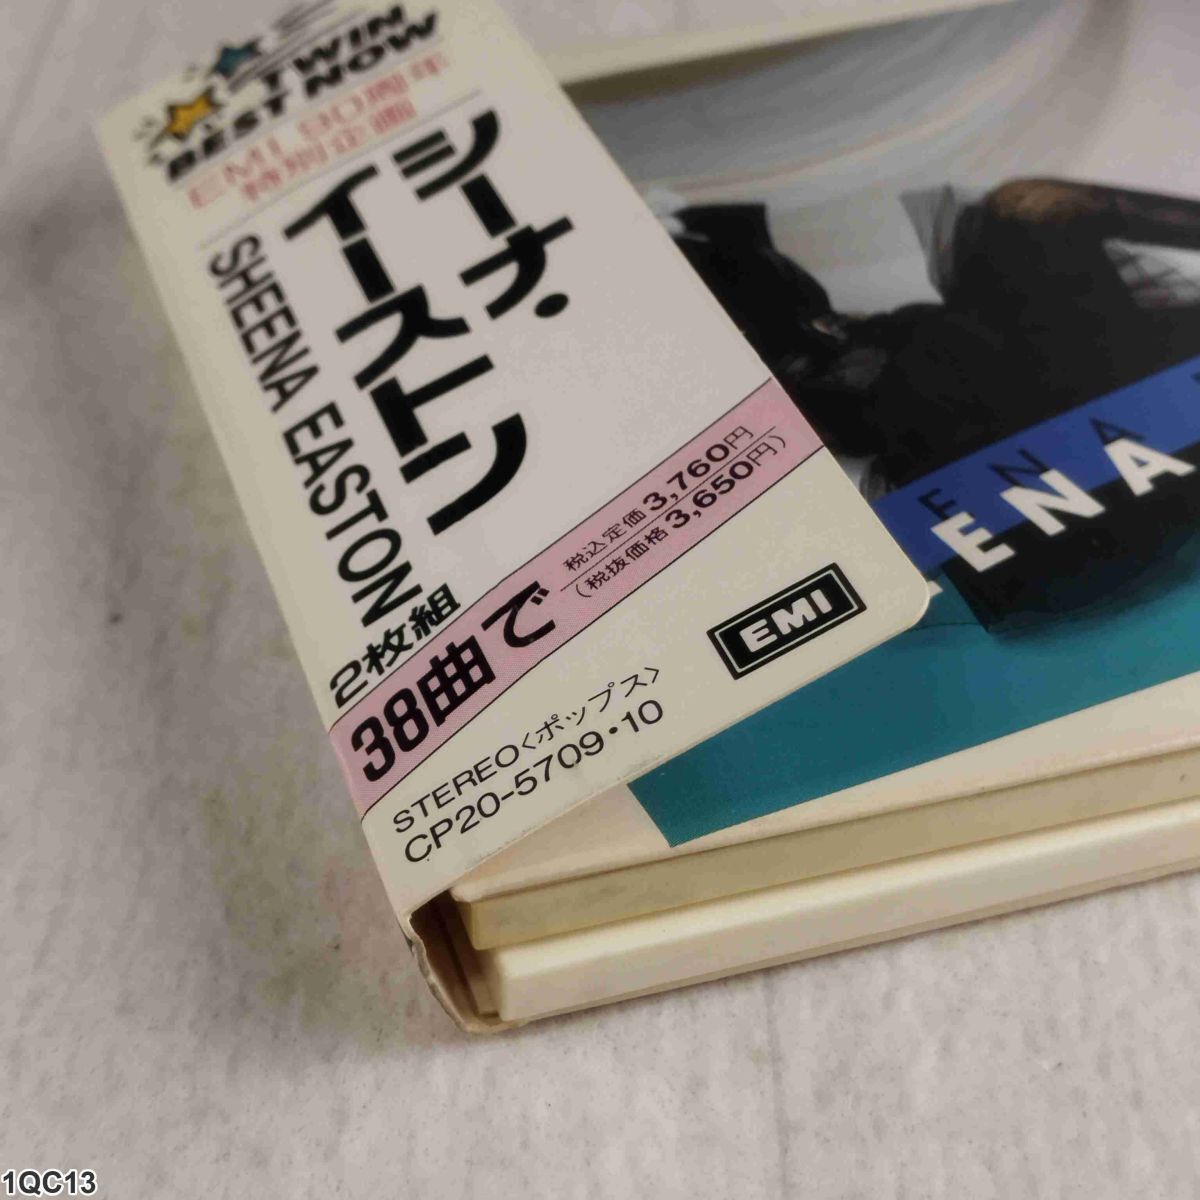 TWIN
BEST NOW
EMI 90周年
特別企画
シーナ・
イーストン
SHEENA EASTON
2枚組
38曲で
税込定価3,760円
(税抜価格3,650円)
EMI
STEREO〈ポップス〉
CP20-5709・10
ENA
ENA
1QC13